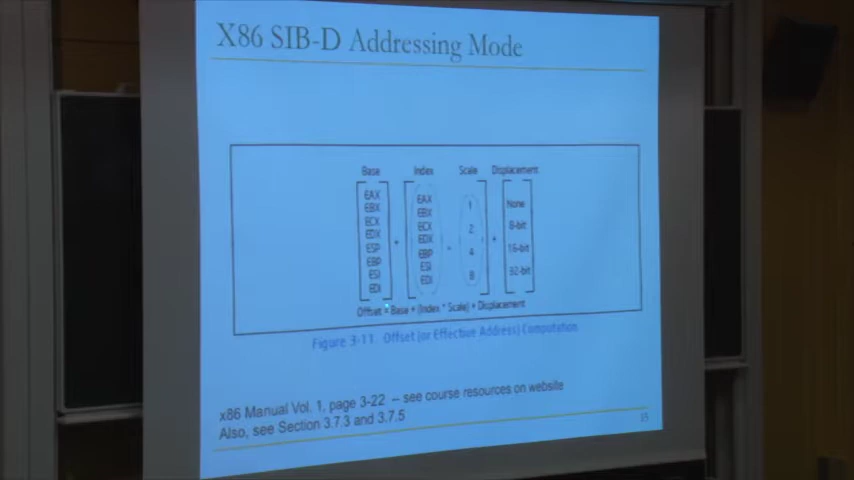 X86 SIB-D Addressing Mode
Base Index Scale Displacement
EAX
EBX
ECX
EDX
ESP
EBP
ESI
EDI
+
EAX
EBX
ECX
EDX
EBP
ESI
EDI
*
1
2
4
8
+
None
8-bit
16-bit
32-bit
Offset = Base + (Index * Scale) + Displacement
Figure 3-11. Offset (or Effective Address) Computation
x86 Manual Vol. 1, page 3-22 -- see course resources on website
Also, see Section 3.7.3 and 3.7.5
15